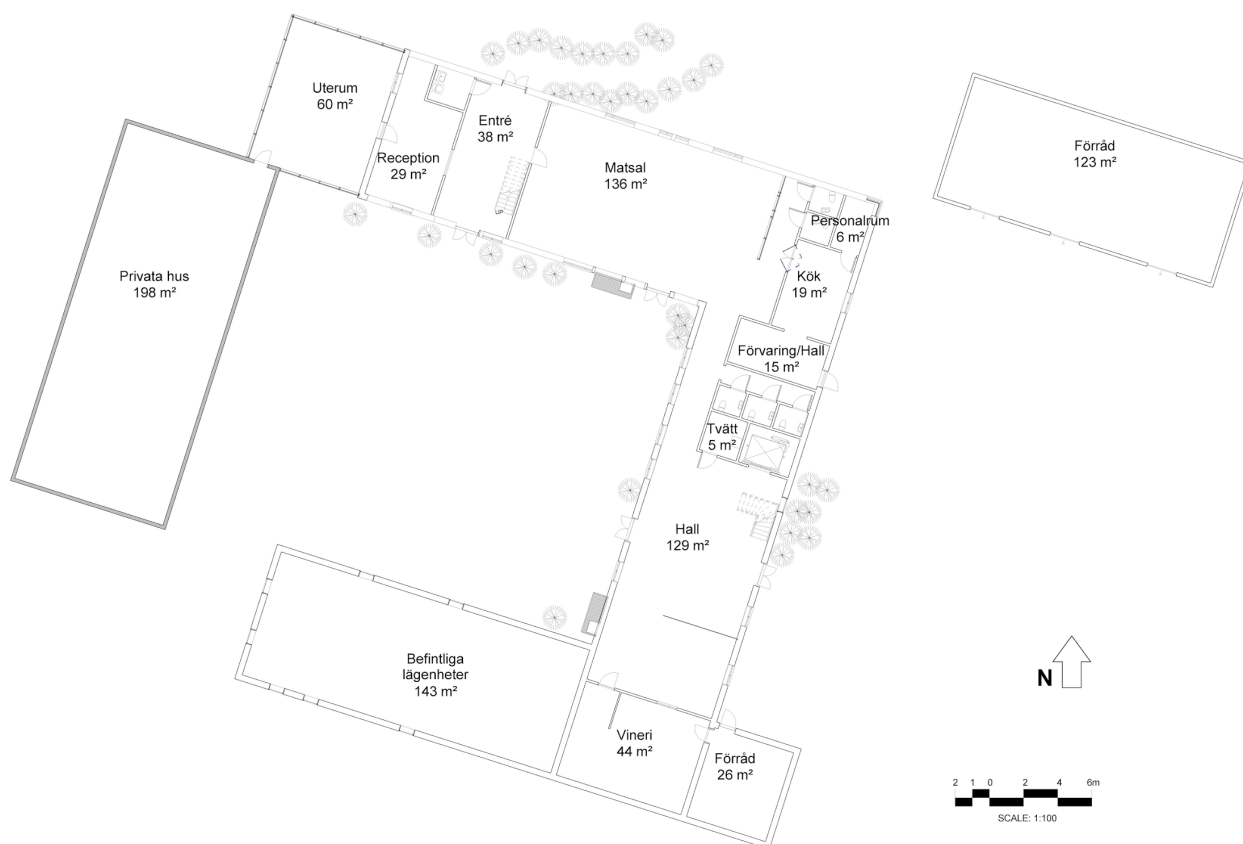 Uterum
60 m²
Entré
38 m²
Reception
29 m²
Matsal
136 m²
Förråd
123 m²
Personalrum
6 m²
Privata hus
198 m²
Kök
19 m²
Förvaring/Hall
15 m²
Tvätt
5 m²
Hall
129 m²
Befintliga
lägenheter
143 m²
Vineri
44 m²
Förråd
26 m²
N
2 1 0 2 4 6m
SCALE: 1:100